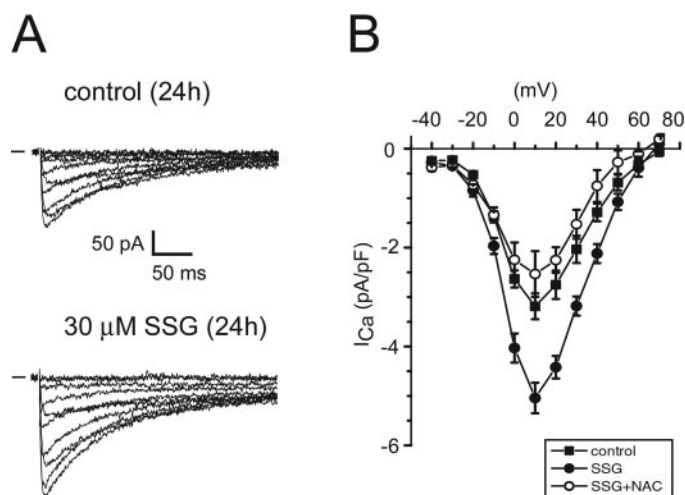 A
control (24h)
50 pA
50 ms
30 µM SSG (24h)
B
(mV)
-40 -20 0 20 40 60 80
0
-2
-4
-6
ICa (pA/pF)
control
SSG
SSG+NAC